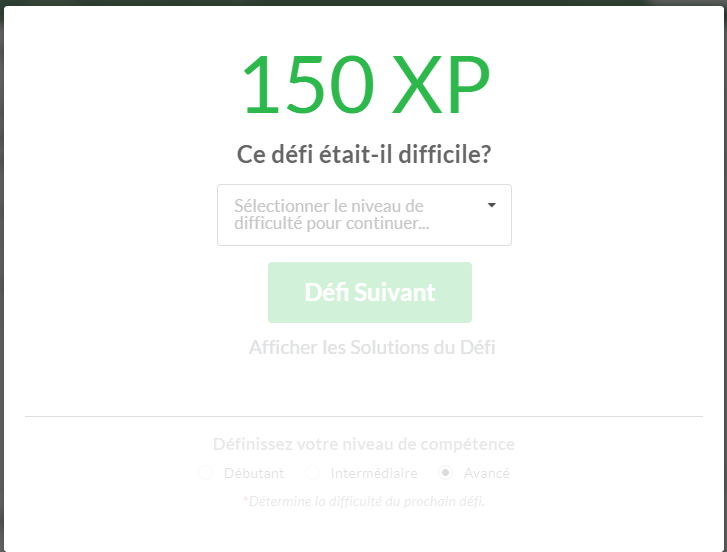 150 XP
Ce défi était-il difficile?
Sélectionner le niveau de
difficulté pour continuer...
Défi Suivant
Afficher les Solutions du Défi
Définissez votre niveau de compétence
Débutant Intermédiaire Avancé
*Détermine la difficulté du prochain défi.